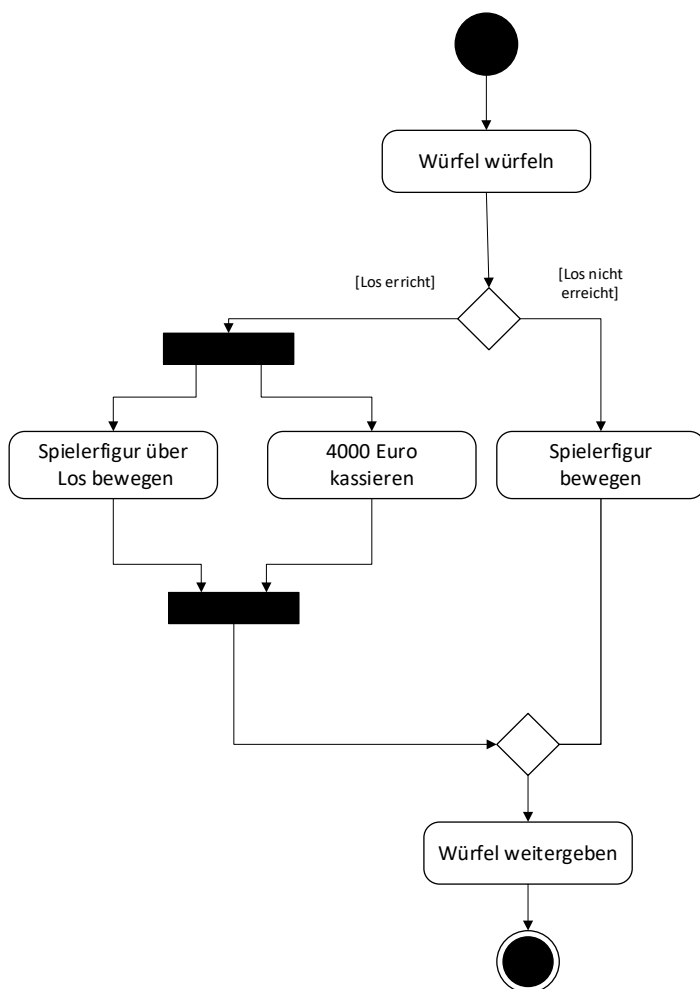 Würfel würfeln
[Los erricht]
[Los nicht
erreicht]
Spielerfigur über
Los bewegen
4000 Euro
kassieren
Spielerfigur
bewegen
Würfel weitergeben